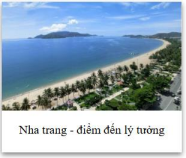 Nha trang - điểm đến lý tưởng